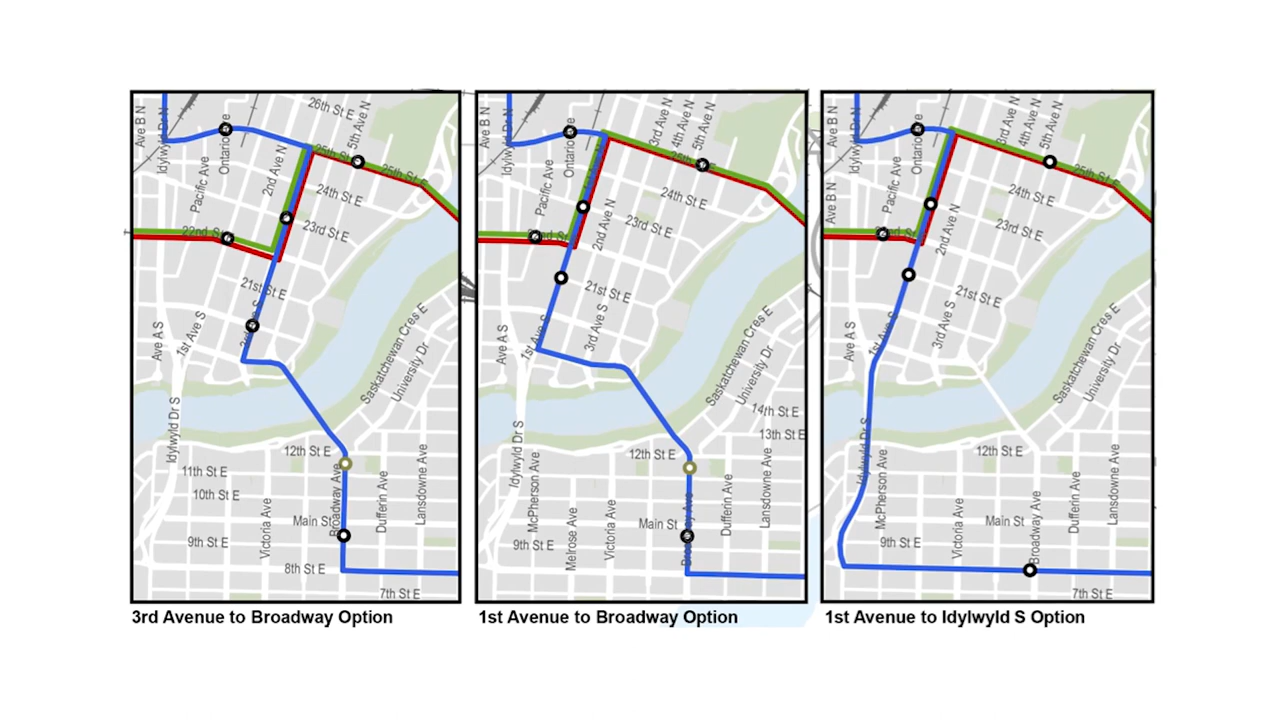 Ave B N
Idylwyld Dr N
Ontario Ave
Pacific Ave
26th St E
5th Ave N
2nd Ave N
25th St E
25th St E
24th St E
23rd St E
22nd St
21st St E
1st Ave S
Ave A S
Saskatchewan Cres E
University Dr
Idylwyld Dr S
12th St E
11th St E
10th St E
9th St E
Main St
Broadway Ave
Victoria Ave
Dufferin Ave
Lansdowne Ave
8th St E
7th St E
3rd Avenue to Broadway Option
Ave B N
Idylwyld Dr N
Ontario Ave
Pacific Ave
3rd Ave N
4th Ave N
5th Ave N
25th St E
24th St E
2nd Ave N
23rd St E
21st St E
3rd Ave S
1st Ave S
Ave A S
Saskatchewan Cres E
University Dr
14th St E
13th St E
Idylwyld Dr S
12th St E
McPherson Ave
Melrose Ave
Victoria Ave
Main St
9th St E
Broadway Ave
Dufferin Ave
Lansdowne Ave
1st Avenue to Broadway Option
Idylwyld Dr N
Ontario Ave
Pacific Ave
Ave B N
3rd Ave N
4th Ave N
5th Ave N
25th St E
24th St E
2nd Ave N
23rd St E
21st St E
3rd Ave S
1st Ave S
Ave A S
Saskatchewan Cres E
University Dr
Idylwyld Dr S
12th St E
McPherson Ave
Victoria Ave
Main St
9th St E
Broadway Ave
Dufferin Ave
Lansdowne Ave
7th St E
1st Avenue to Idylwyld S Option